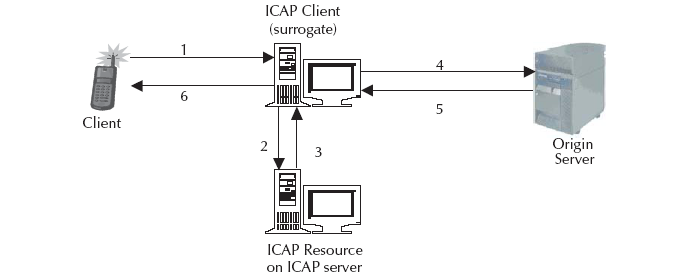 ICAP Client
(surrogate)
1
4
6
5
Client
2
3
Origin
Server
ICAP Resource
on ICAP server